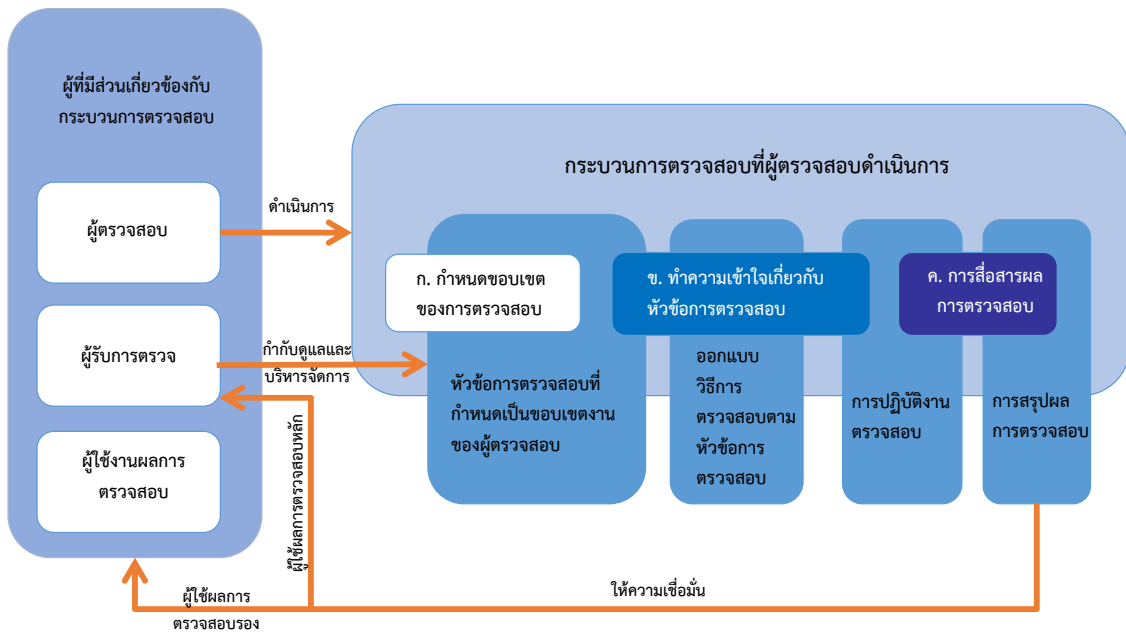 ผู้ที่มีส่วนเกี่ยวข้องกับ
กระบวนการตรวจสอบ
ผู้ตรวจสอบ
ผู้รับการตรวจ
ผู้ใช้งานผลการ
ตรวจสอบ
ดำเนินการ
กำกับดูแลและ
บริหารจัดการ
กระบวนการตรวจสอบที่ผู้ตรวจสอบดำเนินการ
ก. กำหนดขอบเขต
ของการตรวจสอบ
หัวข้อการตรวจสอบที่
กำหนดเป็นขอบเขตงาน
ของผู้ตรวจสอบ
ข. ทำความเข้าใจเกี่ยวกับ
หัวข้อการตรวจสอบ
ออกแบบ
วิธีการ
ตรวจสอบตาม
หัวข้อการ
ตรวจสอบ
การปฏิบัติงาน
ตรวจสอบ
ค. การสื่อสารผล
การตรวจสอบ
การสรุปผล
การตรวจสอบ
ผู้ใช้ผลการตรวจสอบหลัก
ให้ความเชื่อมั่น
ผู้ใช้ผลการ
ตรวจสอบรอง